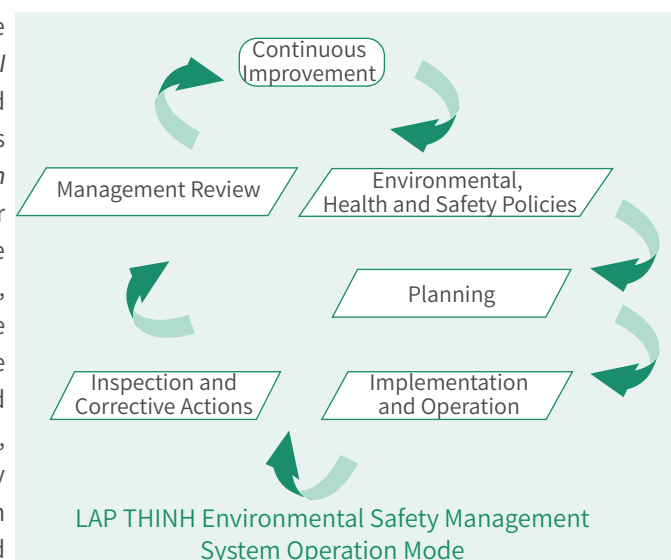 Continuous
Improvement
Management Review
Environmental,
Health and Safety Policies
Planning
Inspection and
Corrective Actions
Implementation
and Operation
LAP THINH Environmental Safety Management
System Operation Mode